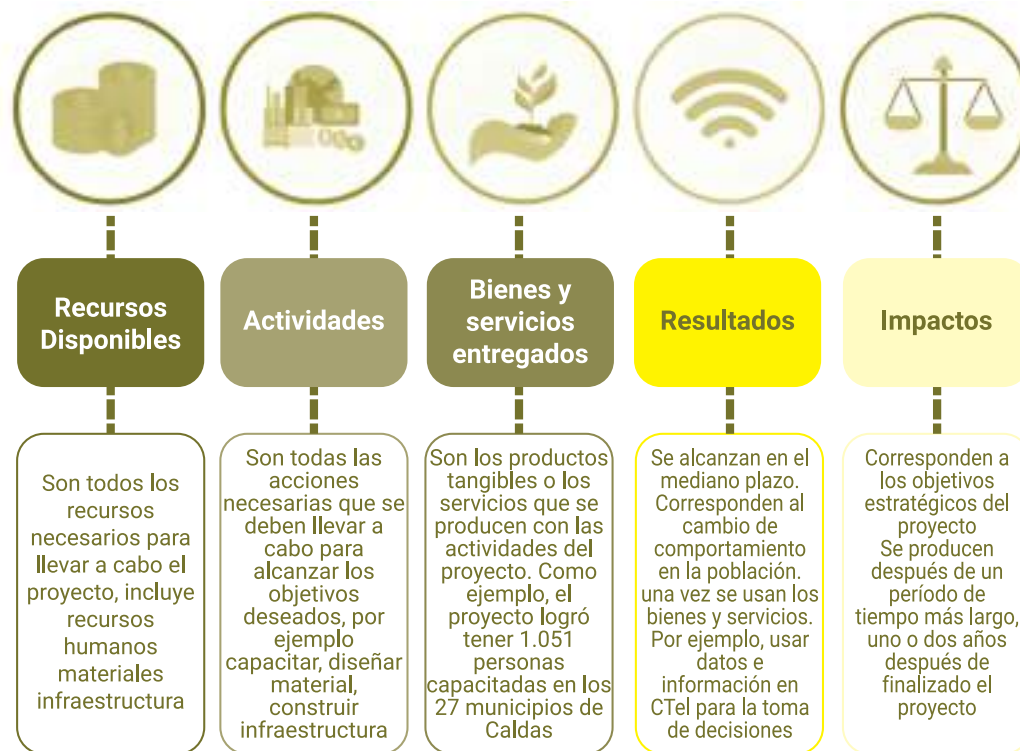 Recursos
Disponibles
Actividades
Bienes y
servicios
entregados
Resultados
Impactos
Son todos los
recursos
necesarios para
llevar a cabo el
proyecto, incluye
recursos
humanos
materiales
infraestructura
Son todas las
acciones
necesarias que se
deben llevar a
cabo para
alcanzar los
objetivos
deseados, por
ejemplo
capacitar, diseñar
material,
construir
infraestructura
Son los productos
tangibles o los
servicios que se
producen con las
actividades del
proyecto. Como
ejemplo, el
proyecto logró
tener 1.051
personas
capacitadas en los
27 municipios de
Caldas
Se alcanzan en el
mediano plazo.
Corresponden al
cambio de
comportamiento
en la población.
una vez se usan los
bienes y servicios.
Por ejemplo, usar
datos e
información en
CTel para la toma
de decisiones
Corresponden a
los objetivos
estratégicos del
proyecto
Se producen
después de un
período de
tiempo más largo,
uno o dos años
después de
finalizado el
proyecto